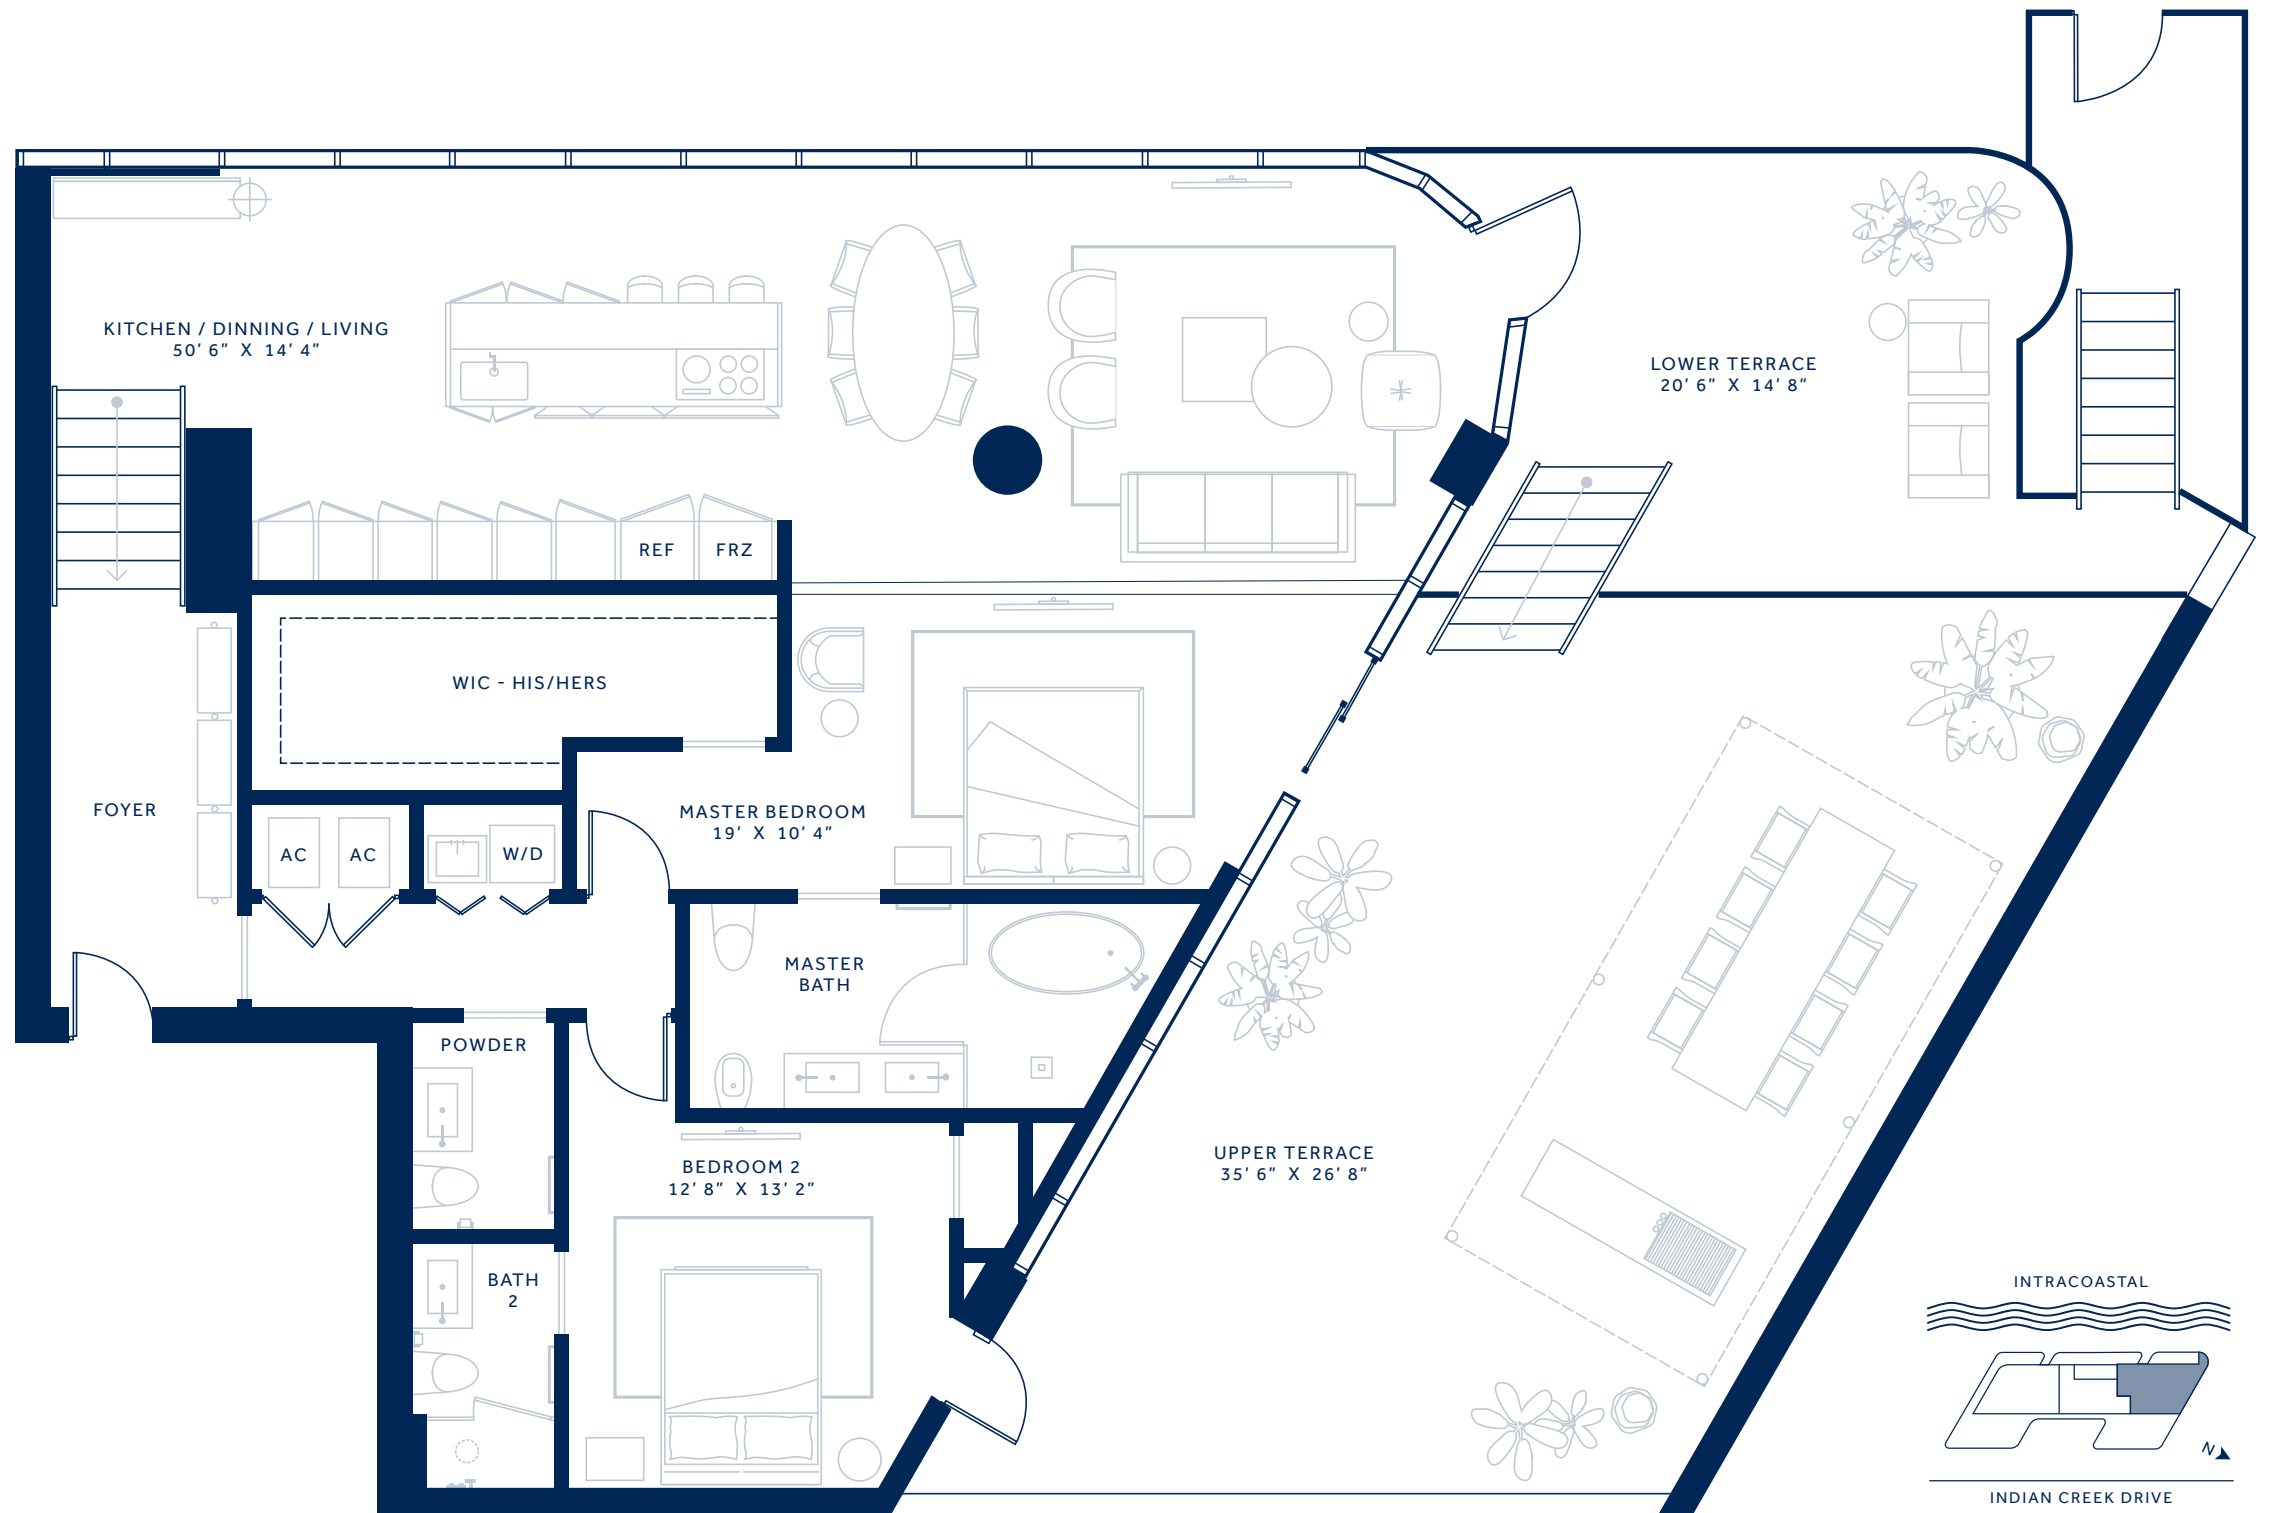 KITCHEN / DINNING / LIVING
50’ 6” X 14’ 4”
LOWER TERRACE
20’ 6” X 14’ 8”
REF
FRZ
WIC - HIS/HERS
FOYER
MASTER BEDROOM
19’ X 10’ 4”
AC
AC
W/D
MASTER
BATH
POWDER
UPPER TERRACE
35’ 6” X 26’ 8”
BEDROOM 2
12’ 8” X 13’ 2”
BATH
2
INTRACOASTAL
N
INDIAN CREEK DRIVE